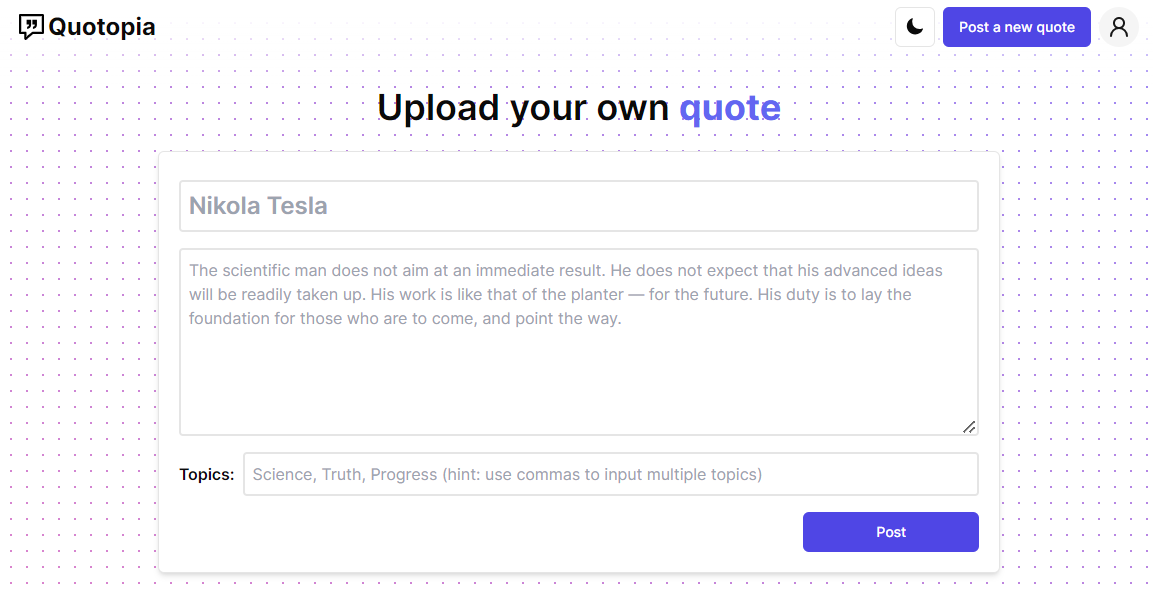 Quotopia
Post a new quote
Upload your own quote
Nikola Tesla
The scientific man does not aim at an immediate result. He does not expect that his advanced ideas
will be readily taken up. His work is like that of the planter — for the future. His duty is to lay the
foundation for those who are to come, and point the way.
Topics: Science, Truth, Progress (hint: use commas to input multiple topics)
Post